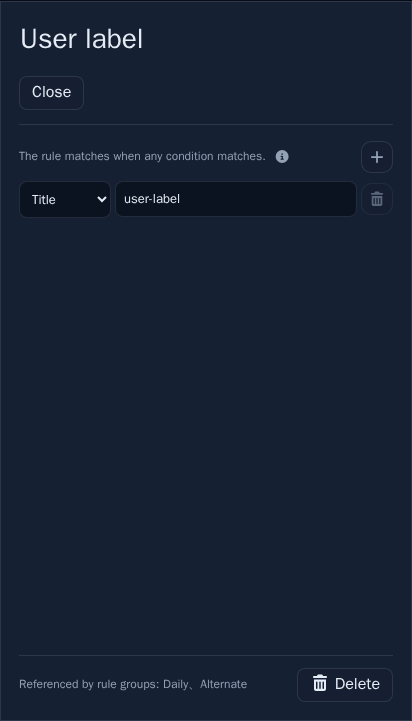 User label
Close
The rule matches when any condition matches.
Title
user-label
Referenced by rule groups: Daily、Alternate
Delete